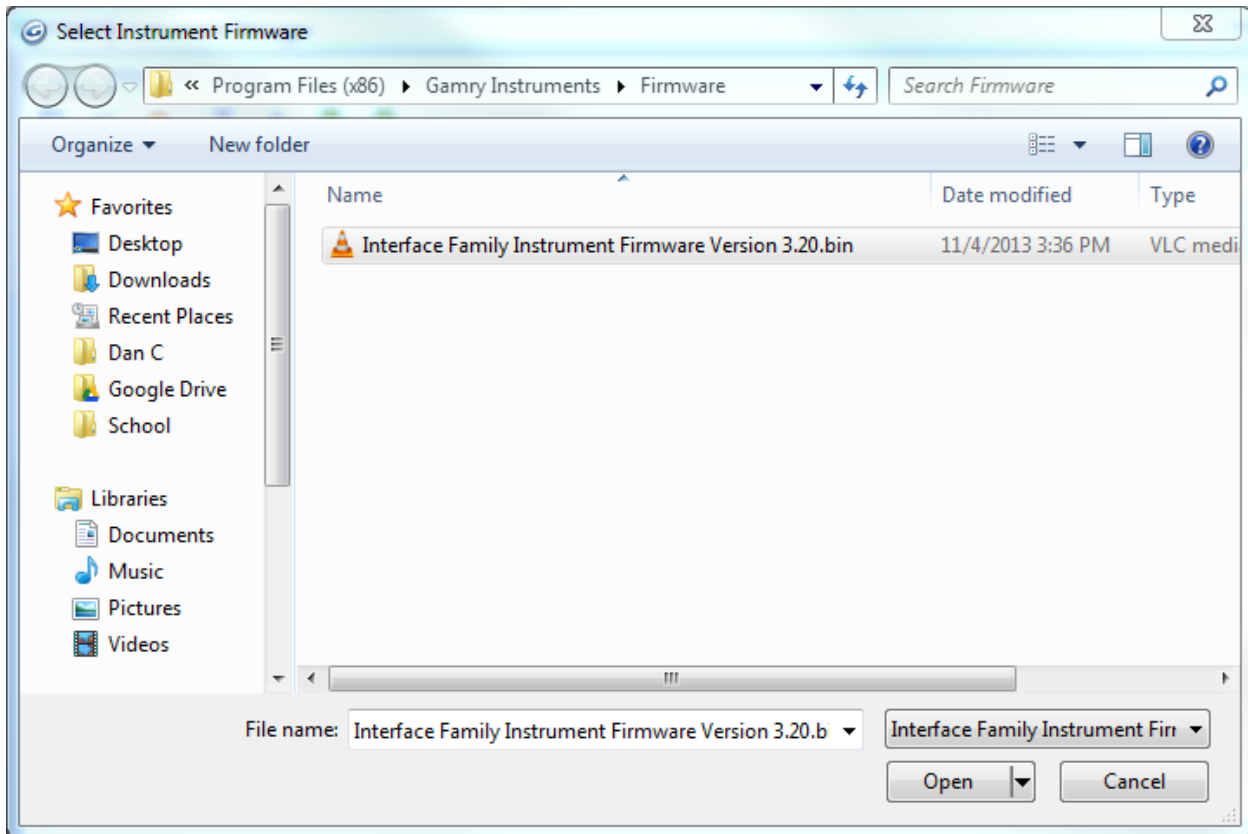 Select Instrument Firmware
« Program Files (x86) ▸ Gamry Instruments ▸ Firmware
Search Firmware
Organize
New folder
Name
Date modified
Type
Favorites
Desktop
Downloads
Recent Places
Dan C
Google Drive
School
Libraries
Documents
Music
Pictures
Videos
Interface Family Instrument Firmware Version 3.20.bin
11/4/2013 3:36 PM
VLC medi
File name: Interface Family Instrument Firmware Version 3.20.b
Interface Family Instrument Firr
Open
Cancel